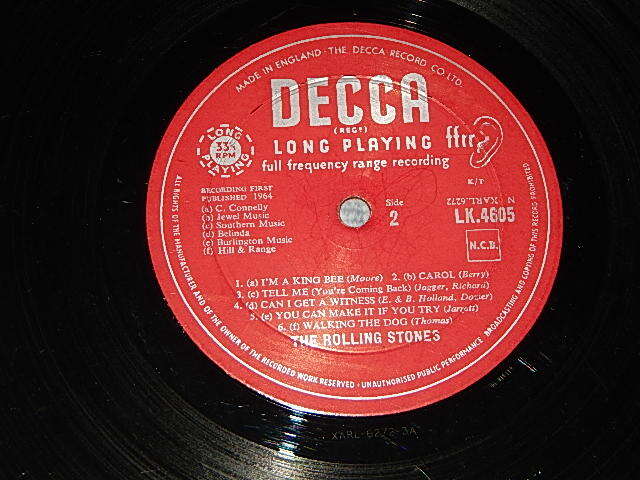 MADE IN ENGLAND · THE DECCA RECORD CO LTD
DECCA
(REGD)
LONG PLAYING
ffrr
full frequency range recording
LONG PLAYING
33⅓
RPM
K/T
RECORDING FIRST
PUBLISHED 1964
(a) C. Connelly
(b) Jewel Music
(c) Southern Music
(d) Belinda
(e) Burlington Music
(f) Hill & Range
Side
2
N (XARL.6272
LK.4605
N.C.B.
1. (a) I'M A KING BEE (Moore) 2. (b) CAROL (Berry)
3. (c) TELL ME (You're Coming Back) (Jagger, Richard)
4. (d) CAN I GET A WITNESS (E. & B. Holland, Dozier)
5. (e) YOU CAN MAKE IT IF YOU TRY (Jarrott)
6. (f) WALKING THE DOG (Thomas)
THE ROLLING STONES
ALL RIGHTS OF THE MANUFACTURER AND OF THE OWNER OF THE RECORDED WORK RESERVED · UNAUTHORISED PUBLIC PERFORMANCE, BROADCASTING AND COPYING OF THIS RECORD PROHIBITED
XARL-6272-3A